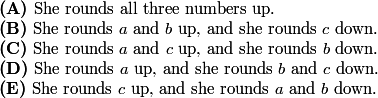 (A) She rounds all three numbers up.
(B) She rounds a and b up, and she rounds c down.
(C) She rounds a and c up, and she rounds b down.
(D) She rounds a up, and she rounds b and c down.
(E) She rounds c up, and she rounds a and b down.